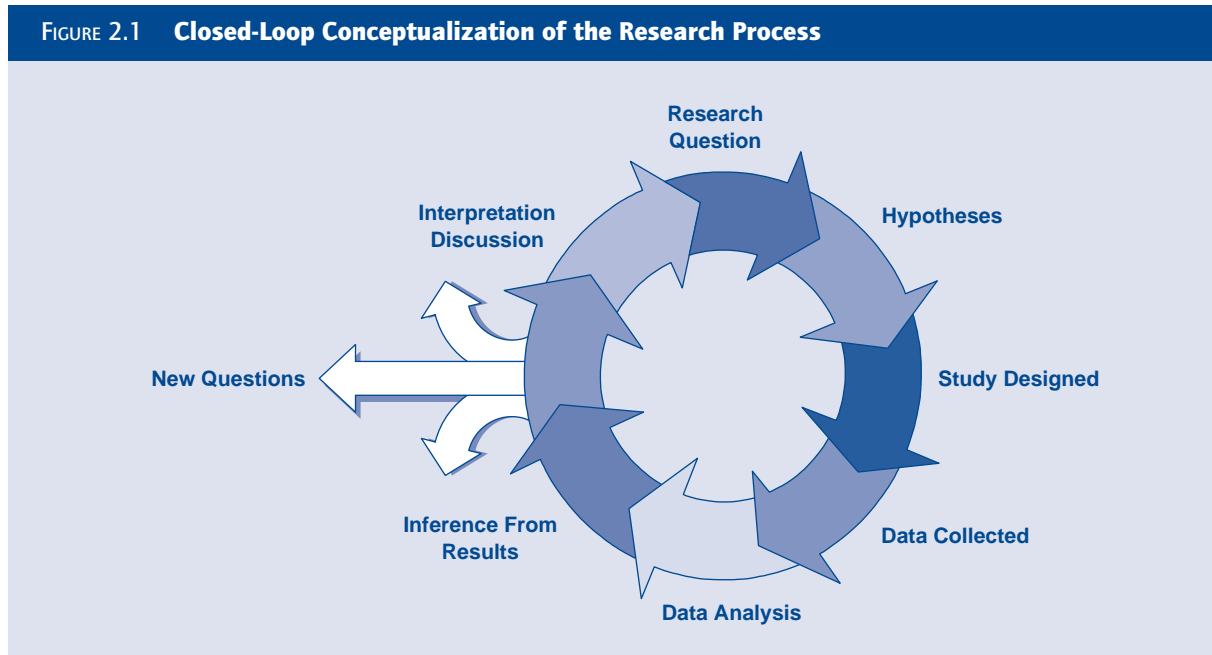 FIGURE 2.1 Closed-Loop Conceptualization of the Research Process
Research
Question
Hypotheses
Study Designed
Data Collected
Data Analysis
Inference From
Results
New Questions
Interpretation
Discussion